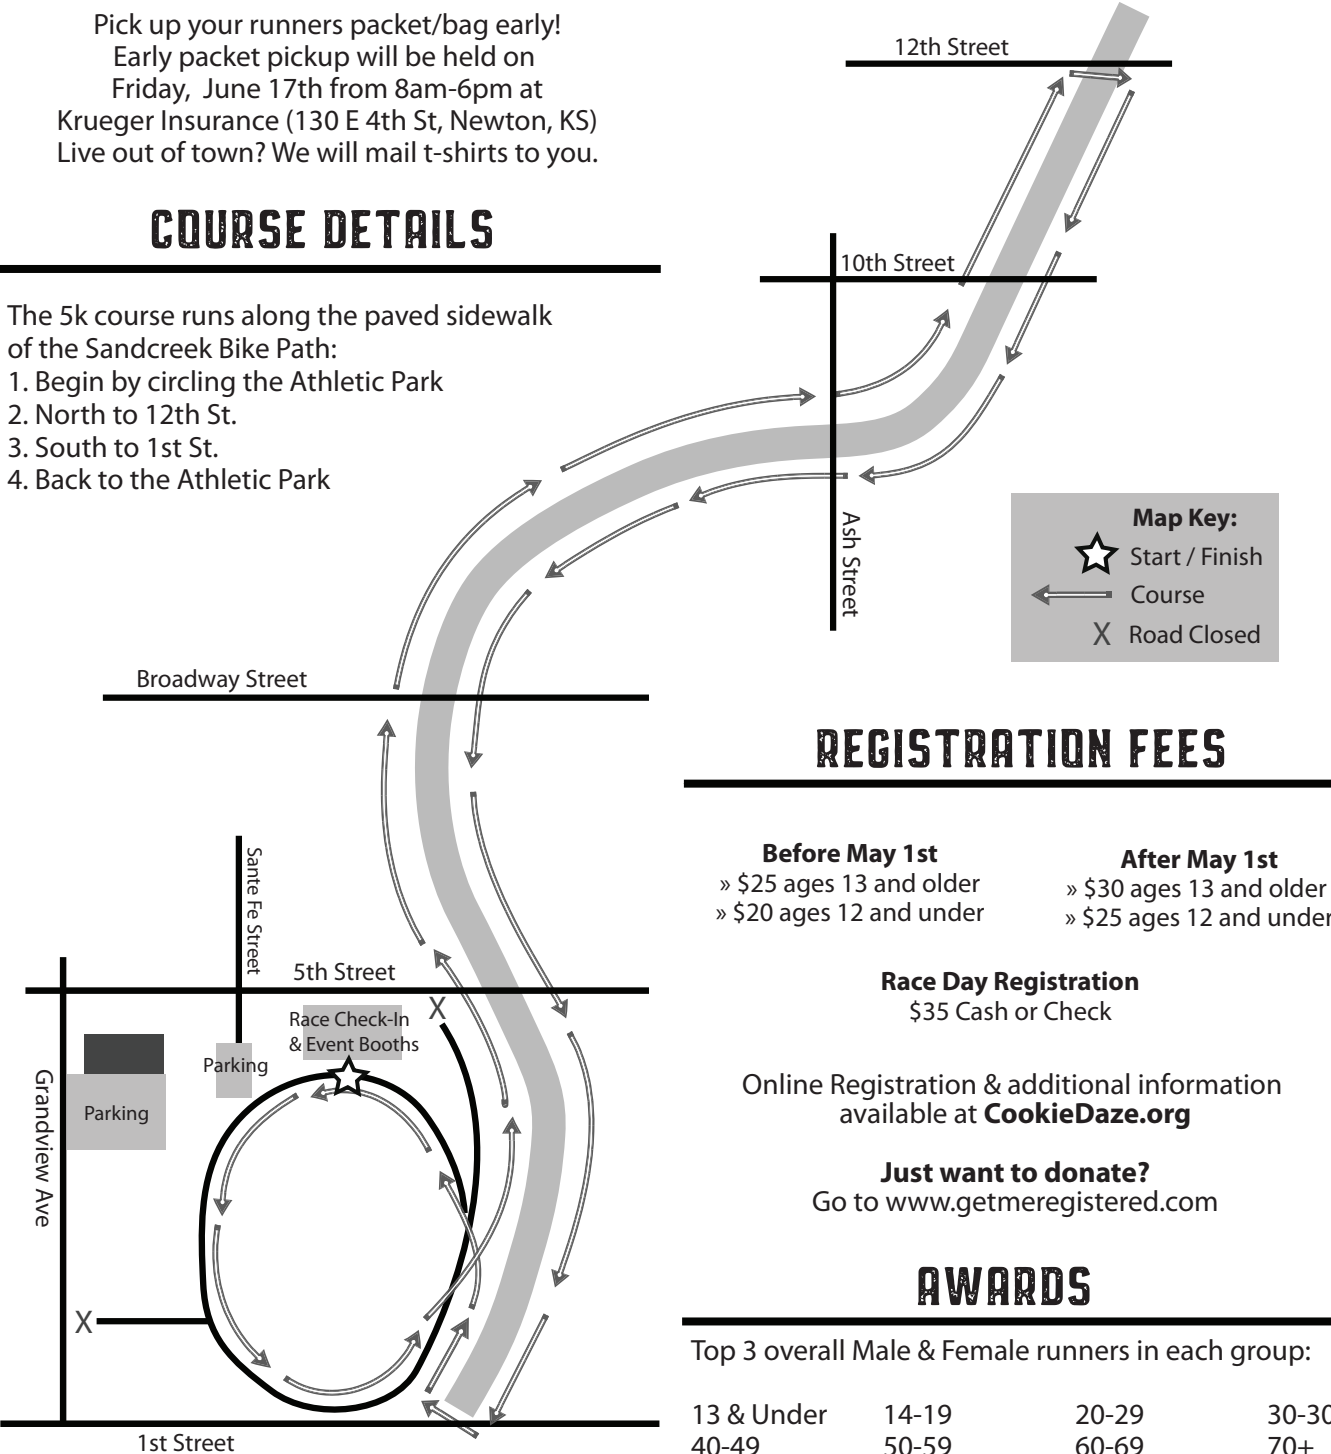 Pick up your runners packet/bag early!
Early packet pickup will be held on
Friday, June 17th from 8am-6pm at
Krueger Insurance (130 E 4th St, Newton, KS)
Live out of town? We will mail t-shirts to you.
COURSE DETAILS
The 5k course runs along the paved sidewalk
of the Sandcreek Bike Path:
1. Begin by circling the Athletic Park
2. North to 12th St.
3. South to 1st St.
4. Back to the Athletic Park
12th Street
10th Street
Ash Street
Map Key:
Start / Finish
Course
X Road Closed
Broadway Street
Sante Fe Street
5th Street
X
Race Check-In
& Event Booths
Parking
Parking
Grandview Ave
X
1st Street
REGISTRATION FEES
Before May 1st
» $25 ages 13 and older
» $20 ages 12 and under
After May 1st
» $30 ages 13 and older
» $25 ages 12 and under
Race Day Registration
$35 Cash or Check
Online Registration & additional information
available at CookieDaze.org
Just want to donate?
Go to www.getmeregistered.com
AWARDS
Top 3 overall Male & Female runners in each group:
13 & Under 14-19 20-29 30-30
40-49 50-59 60-69 70+